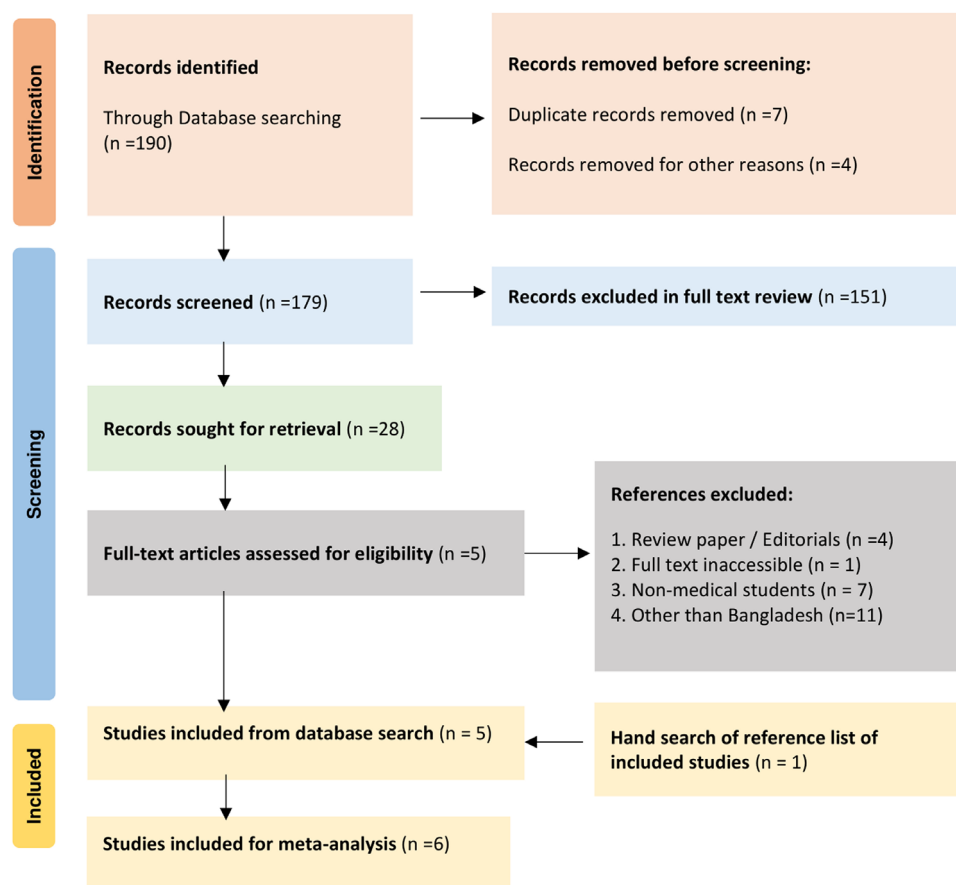 Identification
Records identified
Through Database searching
(n =190)
Records removed before screening:
Duplicate records removed (n =7)
Records removed for other reasons (n =4)
Screening
Records screened (n =179)
Records excluded in full text review (n =151)
Records sought for retrieval (n =28)
Full-text articles assessed for eligibility (n =5)
References excluded:
1. Review paper / Editorials (n =4)
2. Full text inaccessible (n = 1)
3. Non-medical students (n = 7)
4. Other than Bangladesh (n=11)
Included
Studies included from database search (n = 5)
Hand search of reference list of
included studies (n = 1)
Studies included for meta-analysis (n =6)